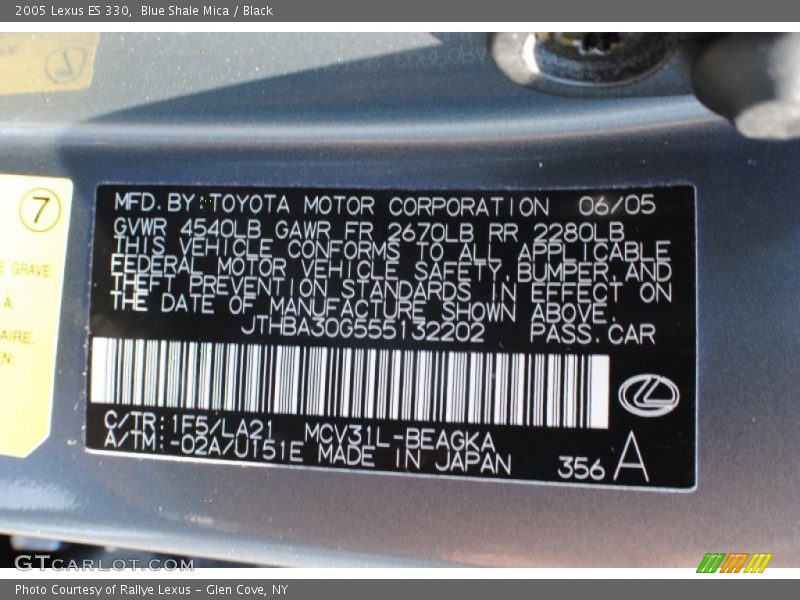 2005 Lexus ES 330,  Blue Shale Mica / Black
7
E GRAVE
À
AIRE,
EN.
MFD. BY: TOYOTA MOTOR CORPORATION 06/05
GVWR 4540LB GAWR FR 2670LB RR 2280LB
THIS VEHICLE CONFORMS TO ALL APPLICABLE
FEDERAL MOTOR VEHICLE SAFETY, BUMPER, AND
THEFT PREVENTION STANDARDS IN EFFECT ON
THE DATE OF MANUFACTURE SHOWN ABOVE.
JTHBA30G555132202 PASS. CAR
C/TR: 1F5/LA21 MCV31L-BEAGKA
A/TM: -02A/U151E MADE IN JAPAN 356 A
GTCARLOT.COM
Photo Courtesy of Rallye Lexus - Glen Cove, NY